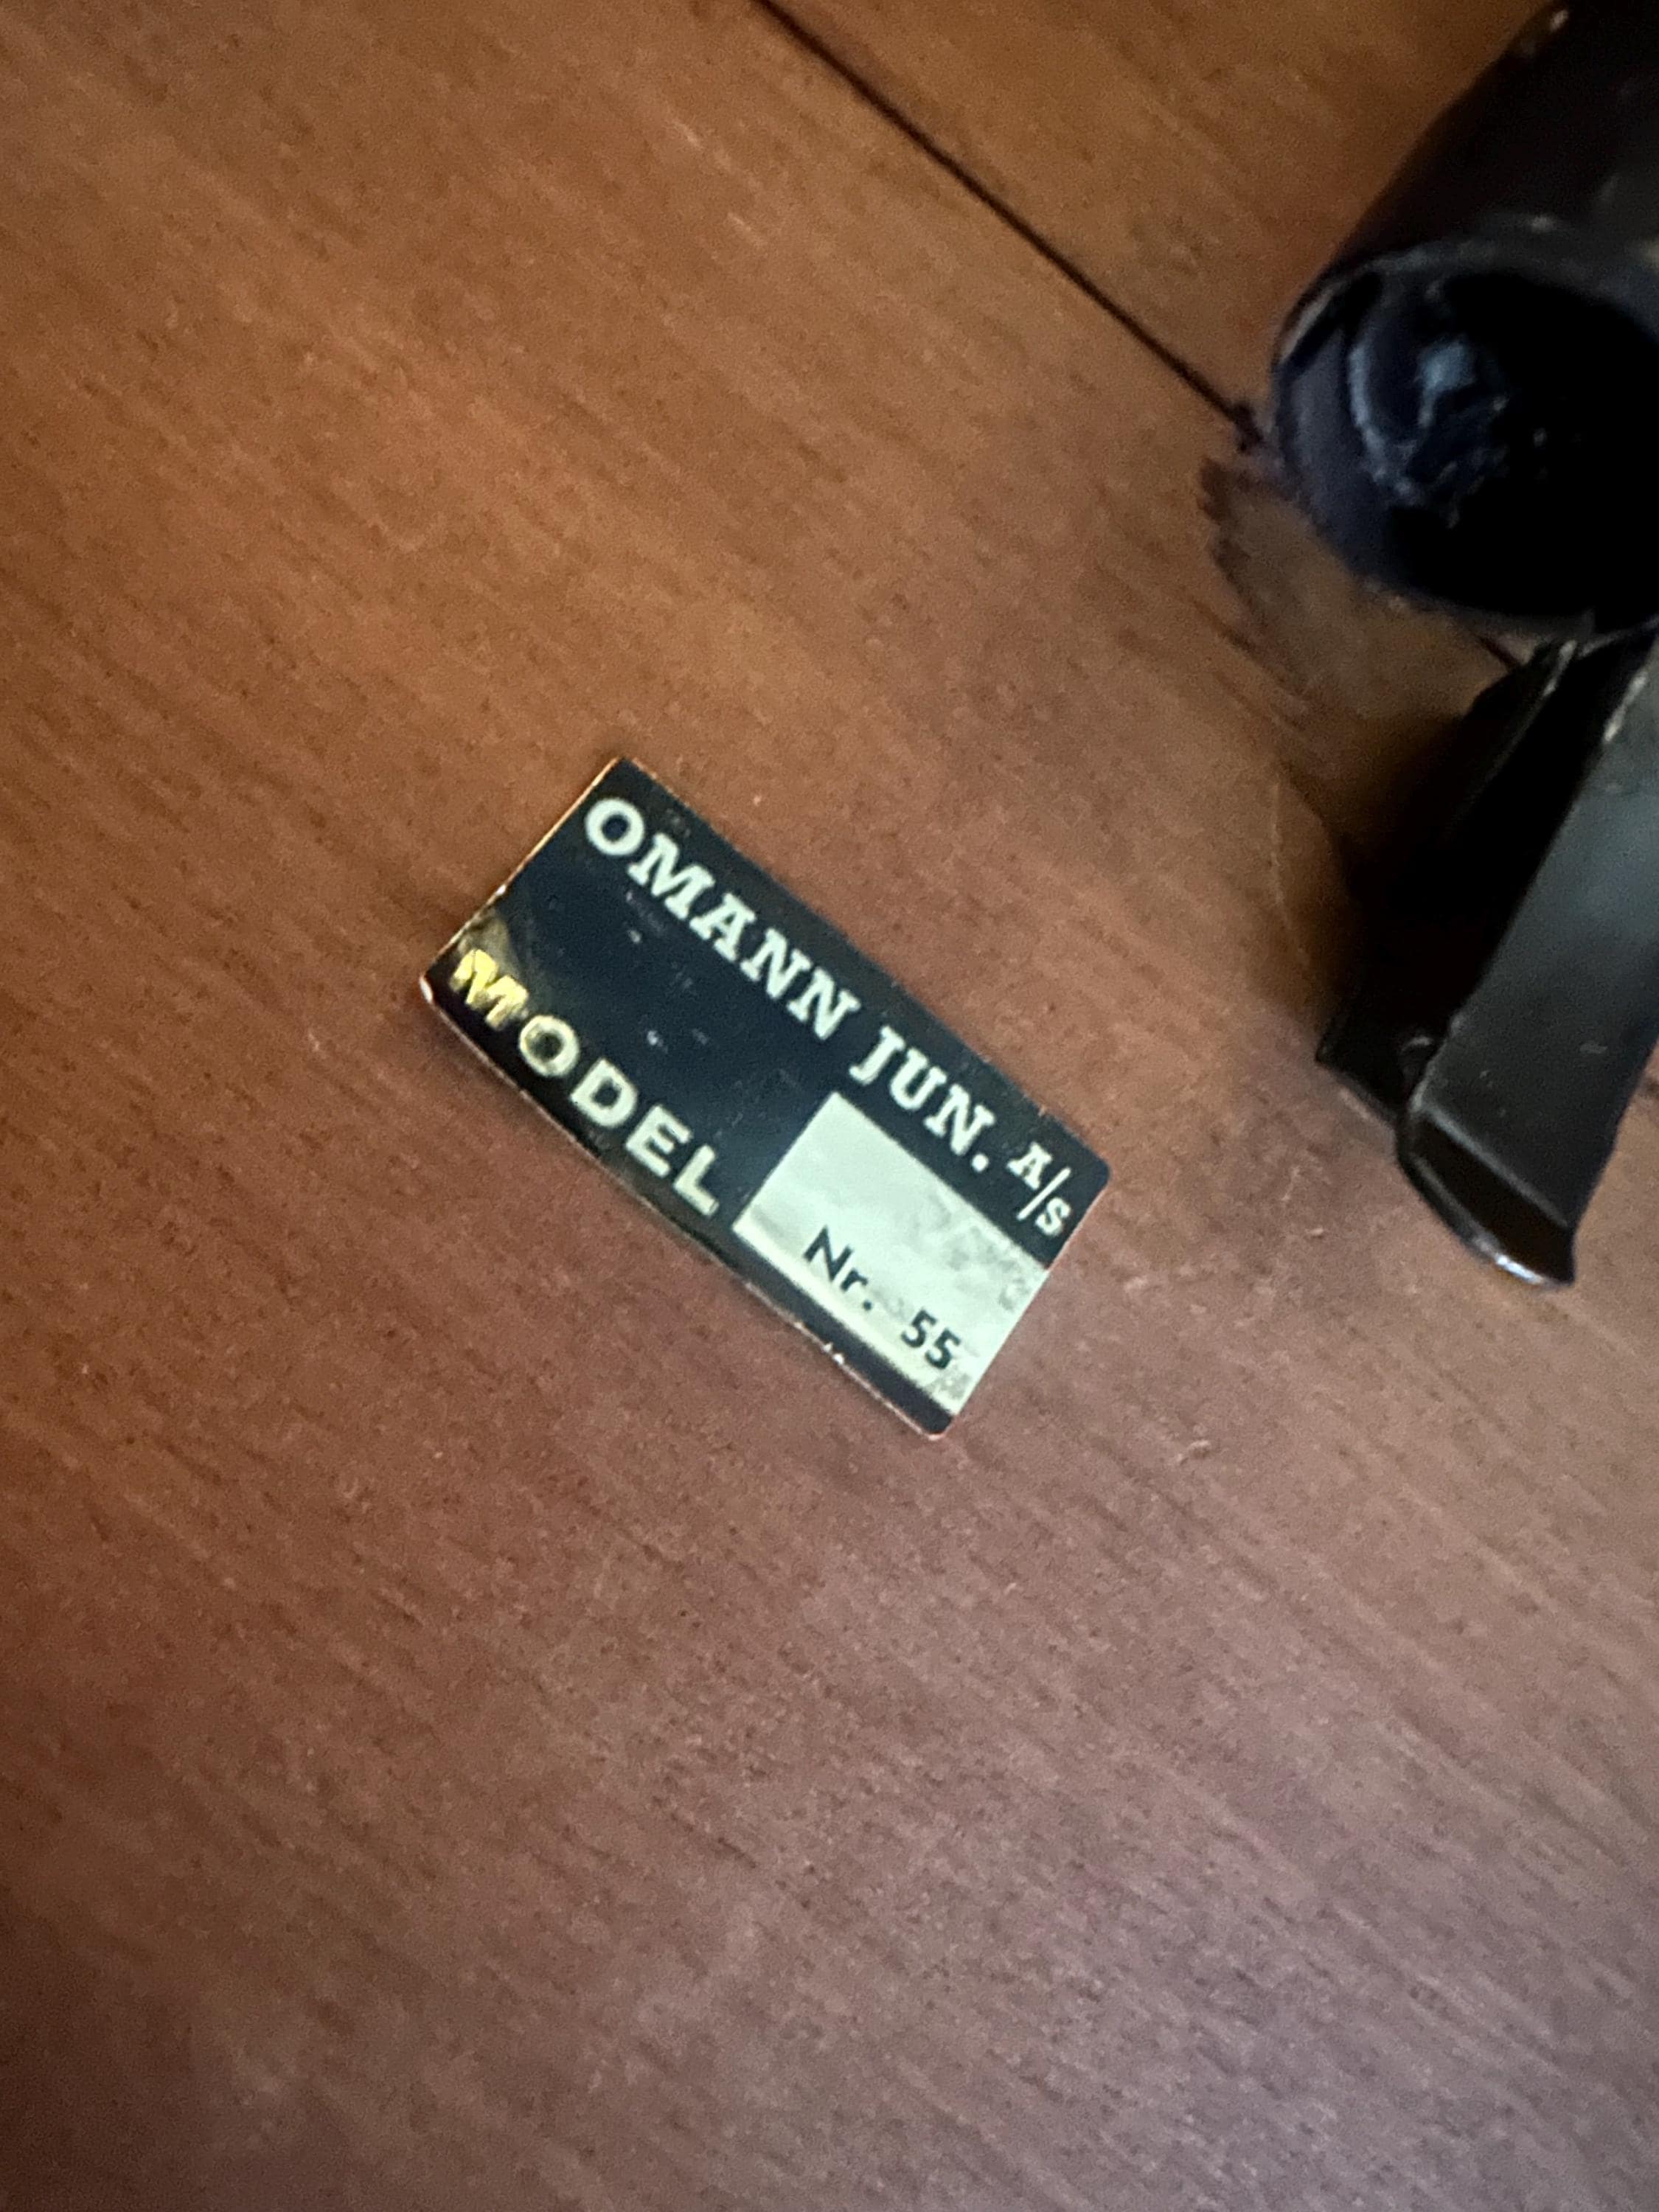 OMANN JUN. A/S
MODEL Nr. 55